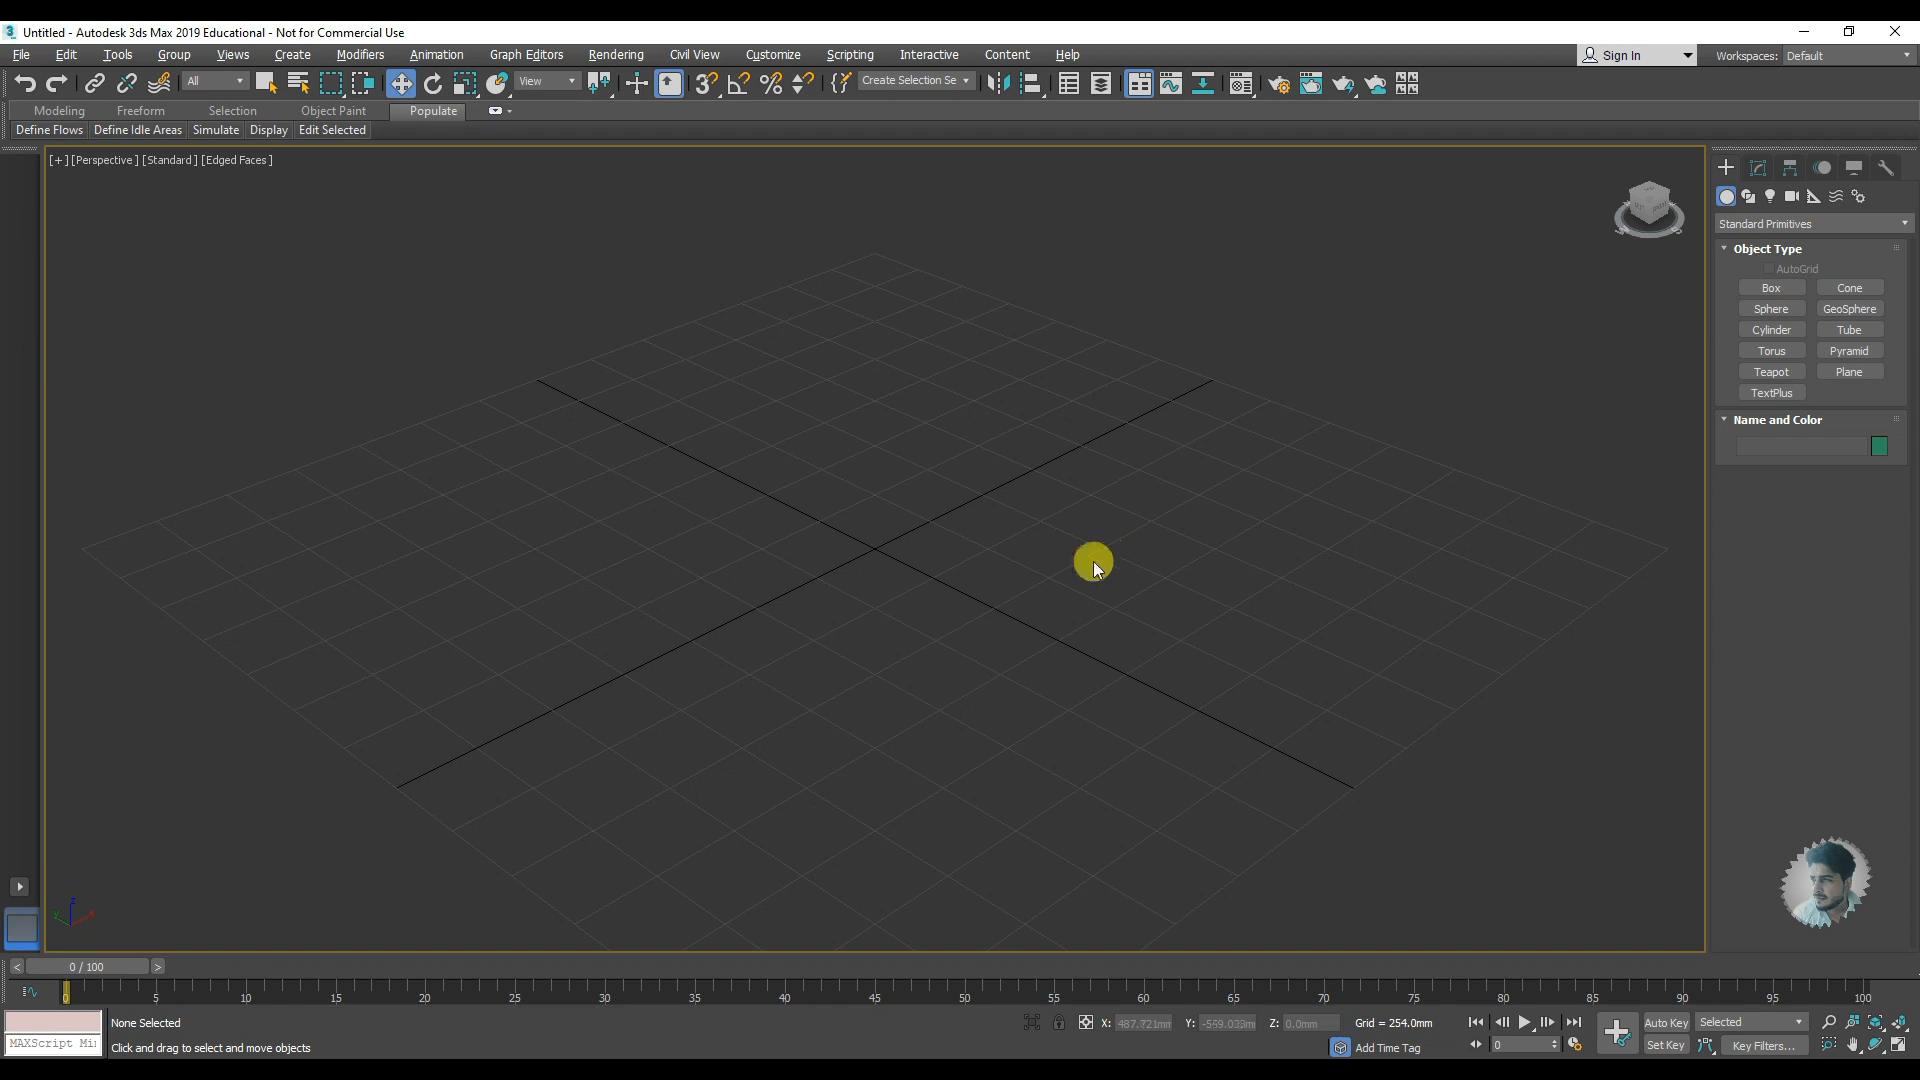 Untitled - Autodesk 3ds Max 2019 Educational - Not for Commercial Use
File Edit Tools Group Views Create Modifiers Animation Graph Editors Rendering Civil View Customize Scripting Interactive Content Help Sign In Workspaces: Default
All View Create Selection Se
Modeling Freeform Selection Object Paint Populate
Define Flows Define Idle Areas Simulate Display Edit Selected
[+] [Perspective] [Standard] [Edged Faces]
Standard Primitives
Object Type
AutoGrid
Box Cone
Sphere GeoSphere
Cylinder Tube
Torus Pyramid
Teapot Plane
TextPlus
Name and Color
z
x
y
< 0 / 100 >
0 5 10 15 20 25 30 35 40 45 50 55 60 65 70 75 80 85 90 95 100
None Selected X: 487.721mm Y: -569.039mm Z: 0.0mm Grid = 254.0mm Auto Key Selected
MAXScript Mi Click and drag to select and move objects Add Time Tag 0 Set Key Key Filters...